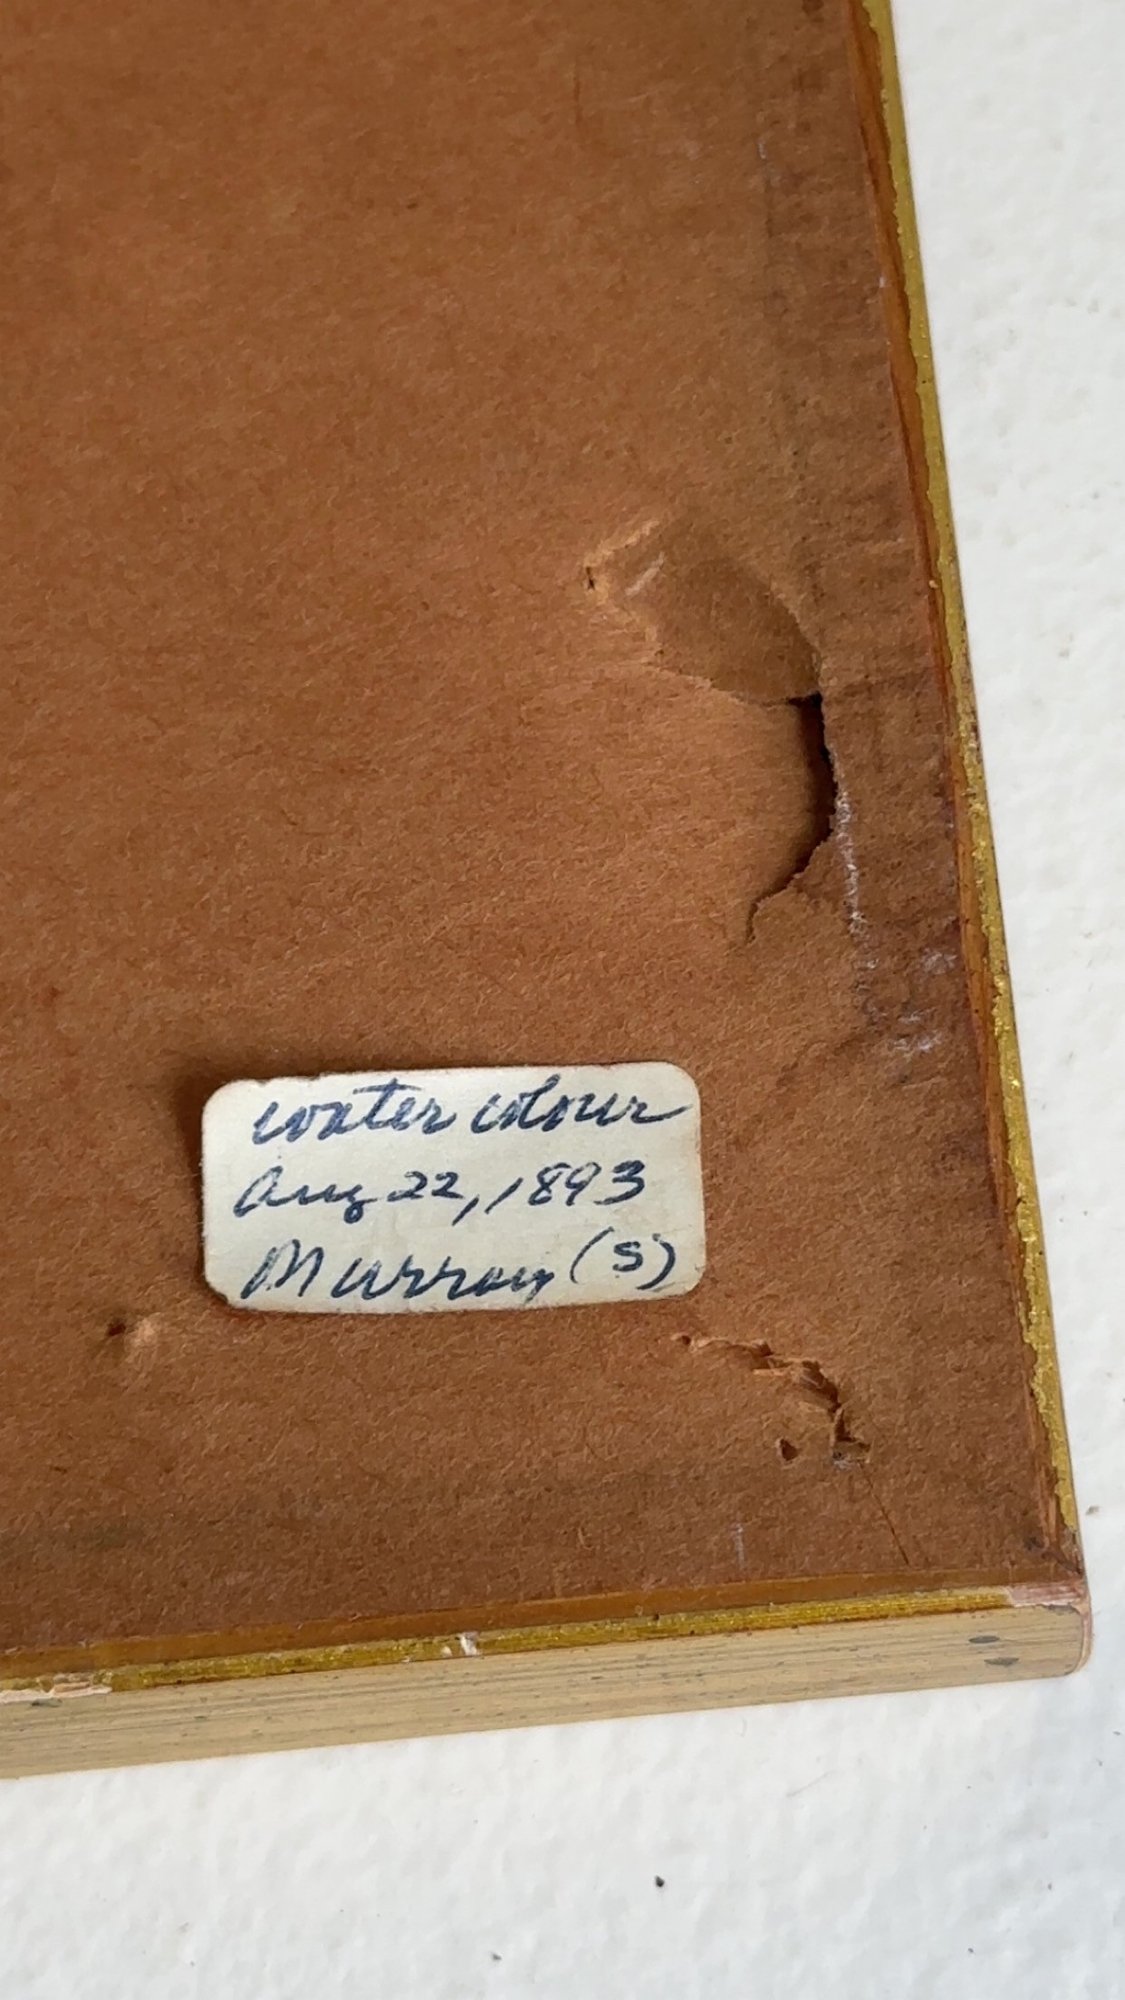 water colour
Aug 22, 1893
Murray (S)